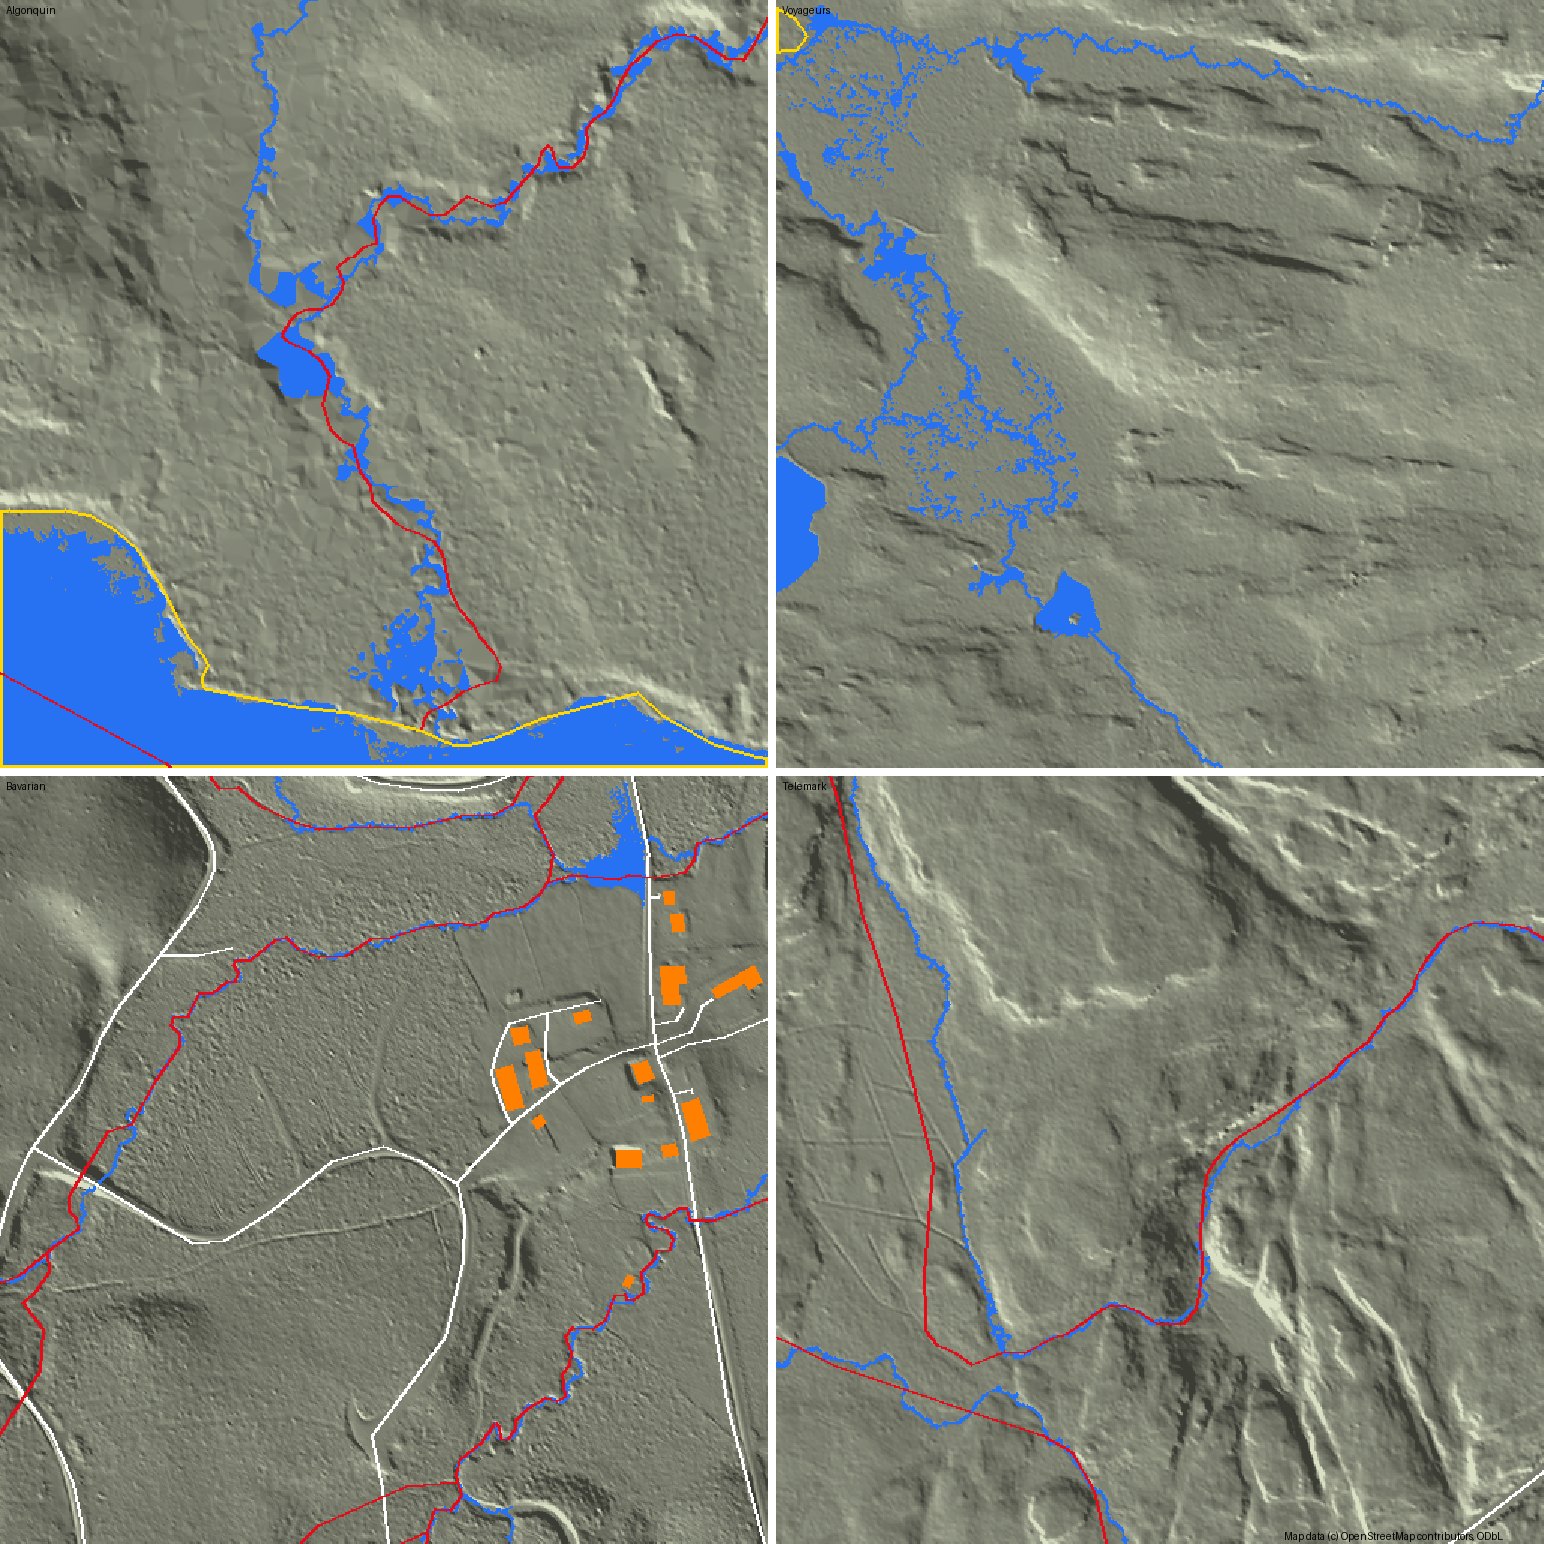 Algonquin
Voyageurs
Bavarian
Telemark
Map data (c) OpenStreetMap contributors, ODbL